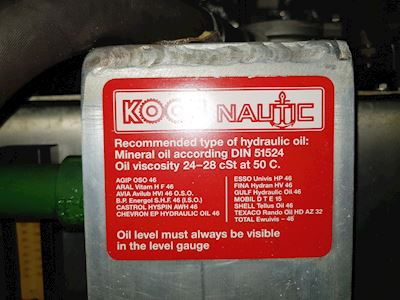 KOCH NAUTIC
Recommended type of hydraulic oil:
Mineral oil according DIN 51524
Oil viscosity 24–28 cSt at 50 C.
AGIP OSO 46
ARAL Vitam H F 46
AVIA Avilub HVI 46 O.S.O.
B.P. Energol S.H.F. 46 (I.S.O.)
CASTROL HYSPIN AWH 46
CHEVRON EP HYDRAULIC OIL 46
ESSO Univis HP 46
FINA Hydran HV 46
GULF Hydraulic Oil 46
MOBIL D T E 15
SHELL Tellus Oil 46
TEXACO Rando Oil HD AZ 32
TOTAL Ewuivis – 46
Oil level must always be visible
in the level gauge